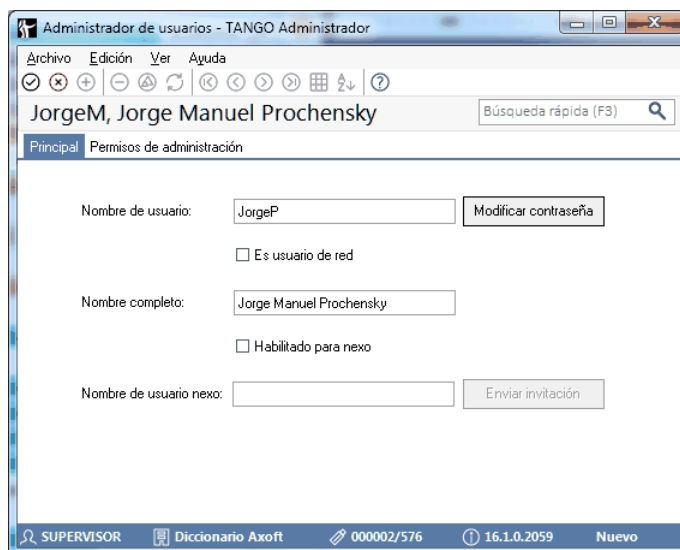 Administrador de usuarios - TANGO Administrador
Archivo Edición Ver Ayuda
JorgeM, Jorge Manuel Prochensky
Búsqueda rápida (F3)
Principal Permisos de administración
Nombre de usuario: JorgeP Modificar contraseña
Es usuario de red
Nombre completo: Jorge Manuel Prochensky
Habilitado para nexo
Nombre de usuario nexo: Enviar invitación
SUPERVISOR Diccionario Axoft 000002/576 16.1.0.2059 Nuevo